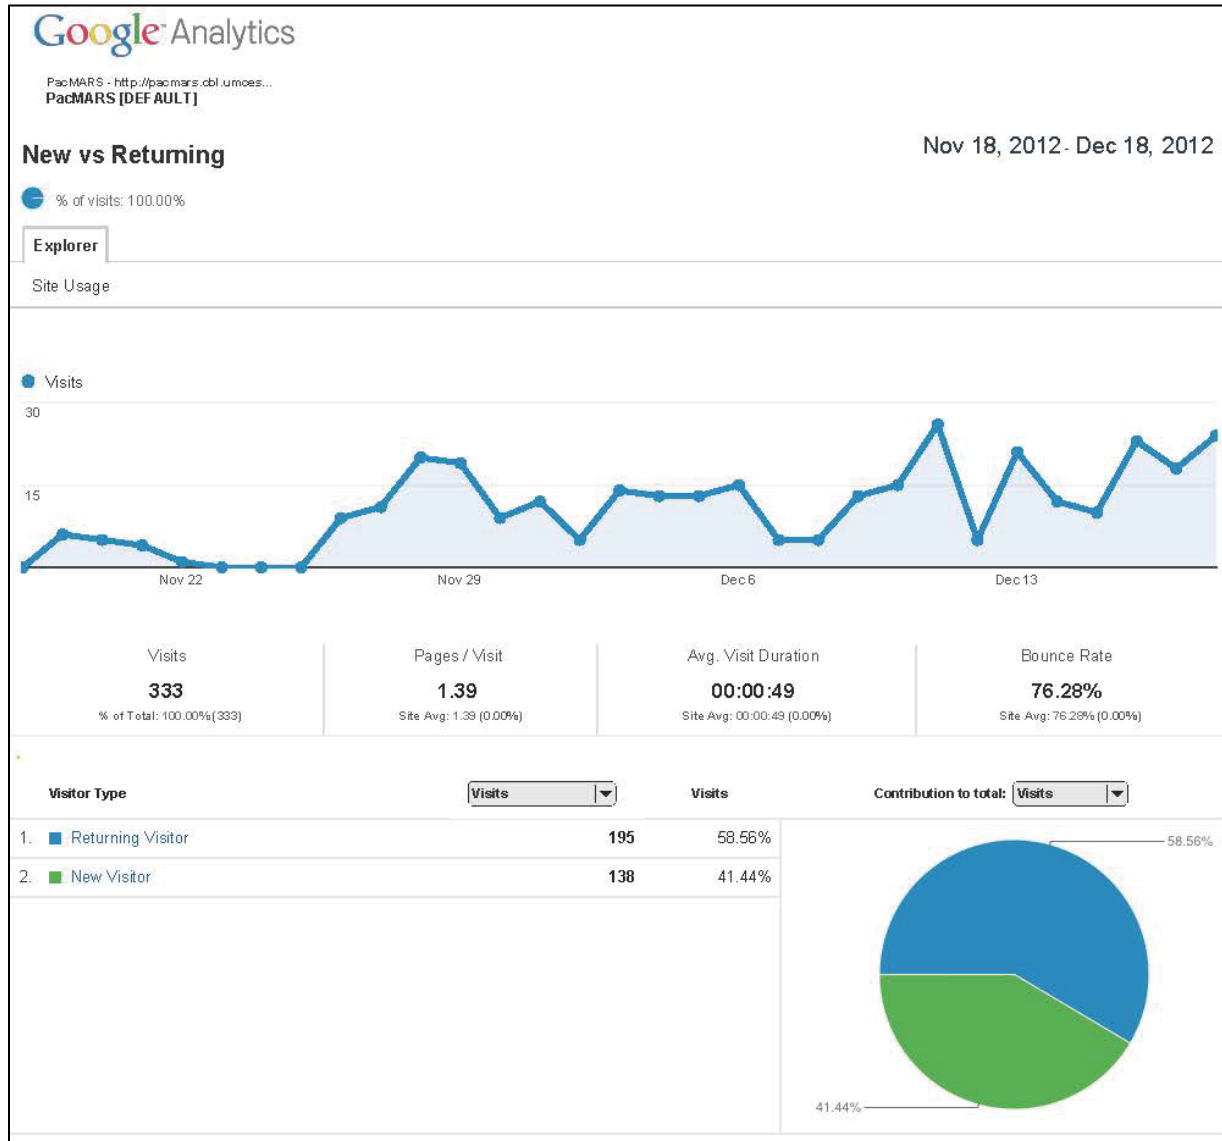 Google Analytics
PacMARS - http://pacmars.cbl.umces...
PacMARS [DEFAULT]
New vs Returning
Nov 18, 2012 - Dec 18, 2012
% of visits: 100.00%
Explorer
Site Usage
Visits
30
15
Nov 22
Nov 29
Dec 6
Dec 13
Visits
333
% of Total: 100.00% (333)
Pages / Visit
1.39
Site Avg: 1.39 (0.00%)
Avg. Visit Duration
00:00:49
Site Avg: 00:00:49 (0.00%)
Bounce Rate
76.28%
Site Avg: 76.28% (0.00%)
Visitor Type
Visits
Visits
Contribution to total: Visits
1. Returning Visitor 195 58.56%
2. New Visitor 138 41.44%
58.56%
41.44%